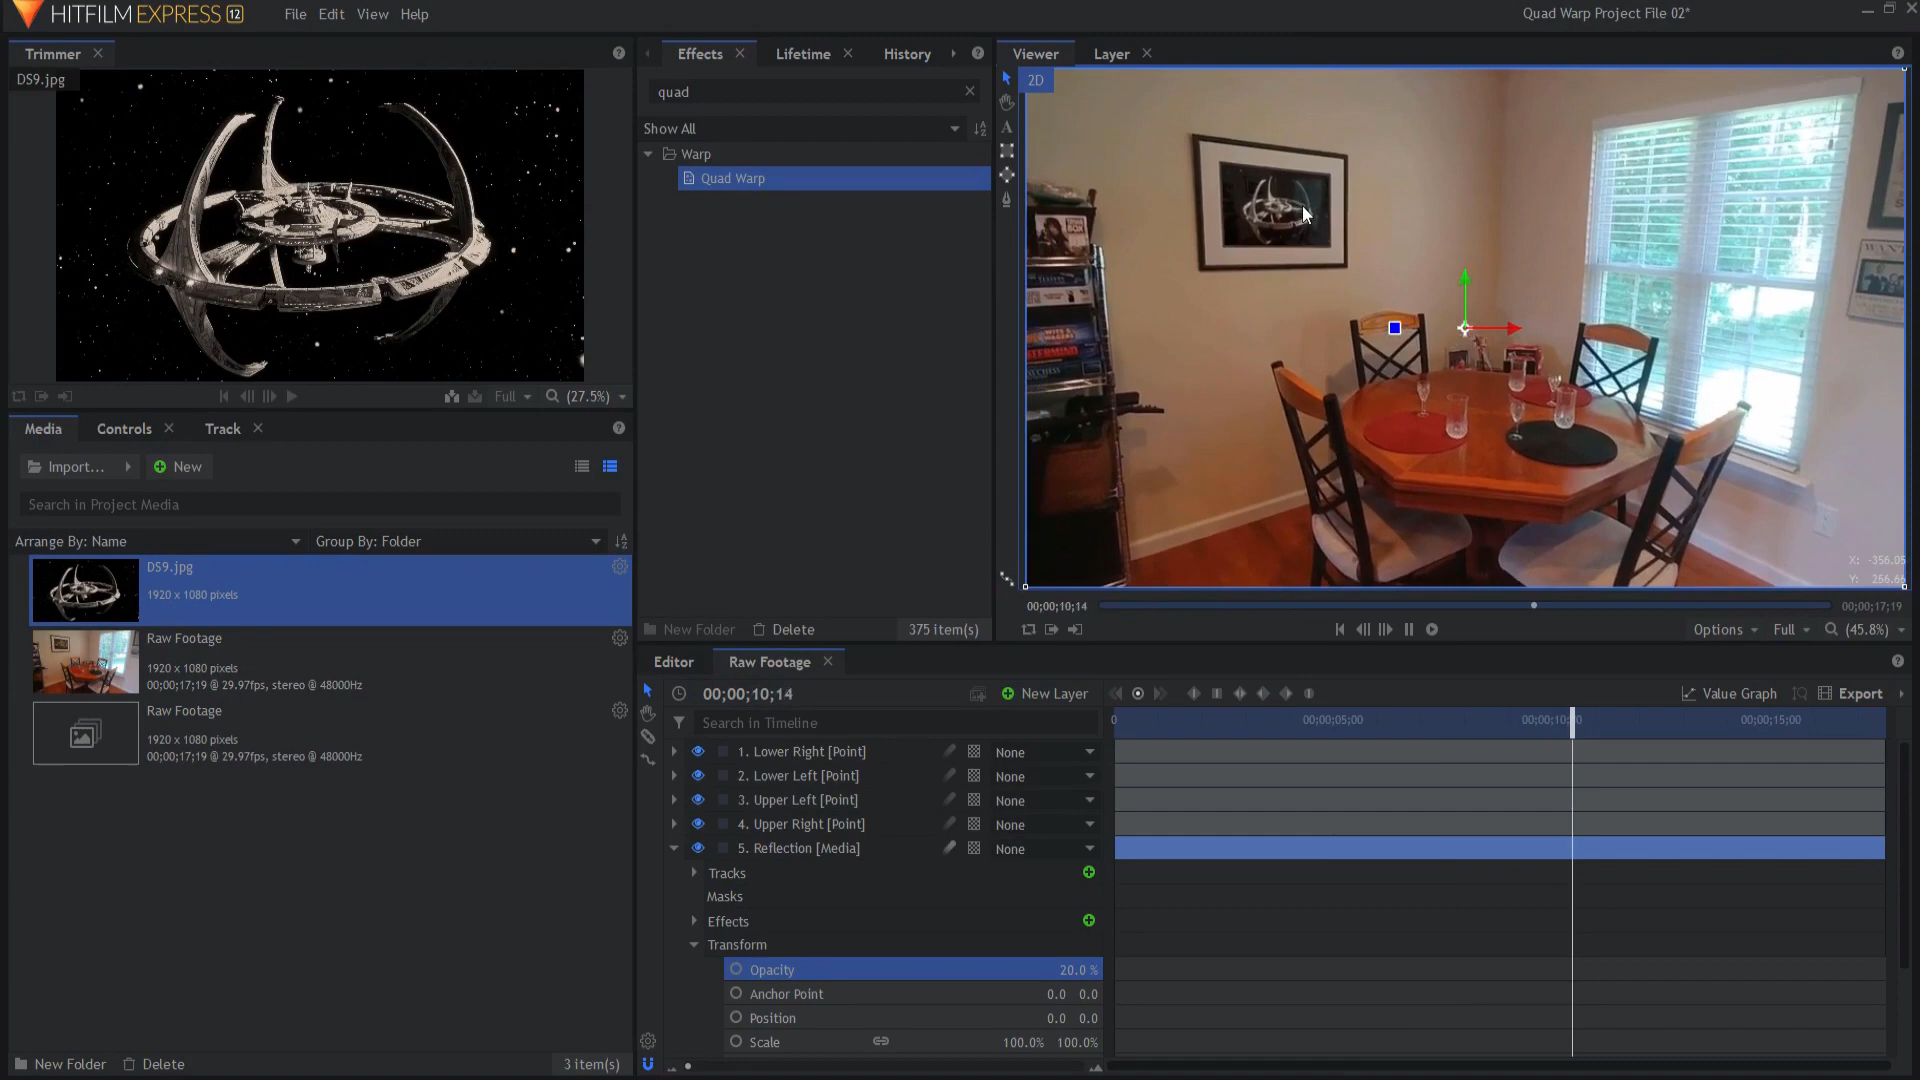 HITFILM EXPRESS 12 File Edit View Help Quad Warp Project File 02*
Trimmer
DS9.jpg
Full (27.5%)
Media Controls Track
Import... New
Search in Project Media
Arrange By: Name Group By: Folder
DS9.jpg
1920 x 1080 pixels
Raw Footage
1920 x 1080 pixels
00;00;17;19 @ 29.97fps, stereo @ 48000Hz
Raw Footage
1920 x 1080 pixels
00;00;17;19 @ 29.97fps, stereo @ 48000Hz
New Folder Delete 3 item(s)
Effects Lifetime History
quad
Show All
Warp
Quad Warp
New Folder Delete 375 item(s)
Viewer Layer
2D
X: -356.05
Y: 256.66
00;00;10;14 00;00;17;19
Options Full (45.8%)
Editor Raw Footage
00;00;10;14 New Layer Value Graph Export
Search in Timeline 0 00;00;05;00 00;00;10; 00;00;15;00
1. Lower Right [Point] None
2. Lower Left [Point] None
3. Upper Left [Point] None
4. Upper Right [Point] None
5. Reflection [Media] None
Tracks
Masks
Effects
Transform
Opacity 20.0 %
Anchor Point 0.0 0.0
Position 0.0 0.0
Scale 100.0% 100.0%